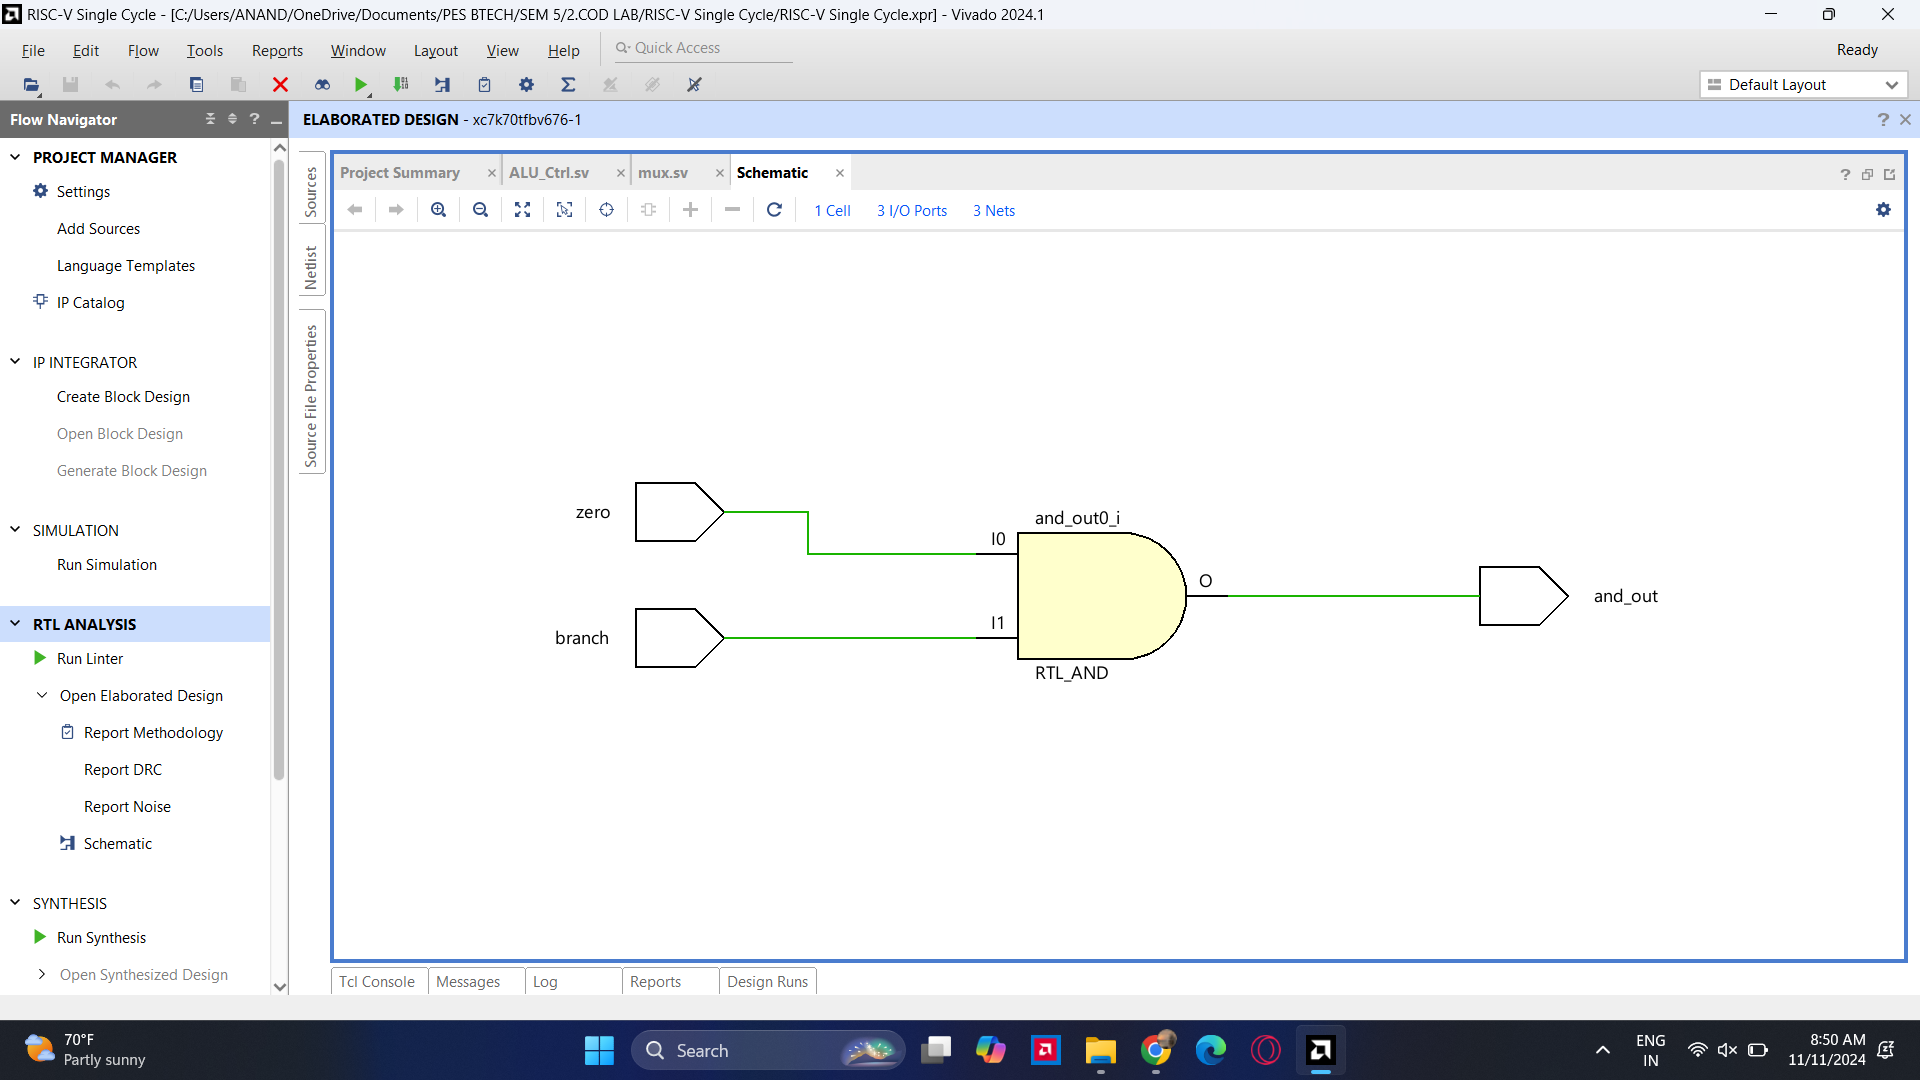 RISC-V Single Cycle - [C:/Users/ANAND/OneDrive/Documents/PES BTECH/SEM 5/2.COD LAB/RISC-V Single Cycle/RISC-V Single Cycle.xpr] - Vivado 2024.1
File Edit Flow Tools Reports Window Layout View Help Quick Access Ready
Default Layout
Flow Navigator ?
ELABORATED DESIGN - xc7k70tfbv676-1 ?
PROJECT MANAGER
Settings
Add Sources
Language Templates
IP Catalog
IP INTEGRATOR
Create Block Design
Open Block Design
Generate Block Design
SIMULATION
Run Simulation
RTL ANALYSIS
Run Linter
Open Elaborated Design
Report Methodology
Report DRC
Report Noise
Schematic
SYNTHESIS
Run Synthesis
Open Synthesized Design
Sources
Netlist
Source File Properties
Project Summary ALU_Ctrl.sv mux.sv Schematic ?
1 Cell 3 I/O Ports 3 Nets
zero
branch
and_out0_i
I0
I1
O
RTL_AND
and_out
Tcl Console Messages Log Reports Design Runs
70°F
Partly sunny
Search
ENG
IN
8:50 AM
11/11/2024